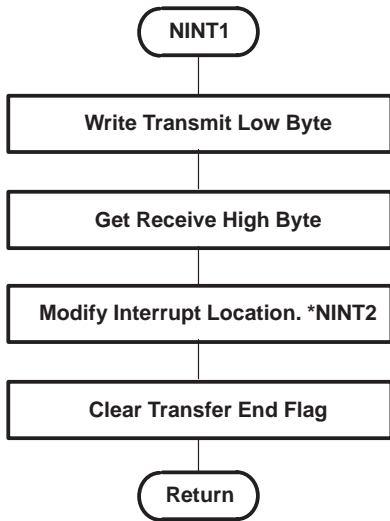 NINT1
Write Transmit Low Byte
Get Receive High Byte
Modify Interrupt Location. *NINT2
Clear Transfer End Flag
Return